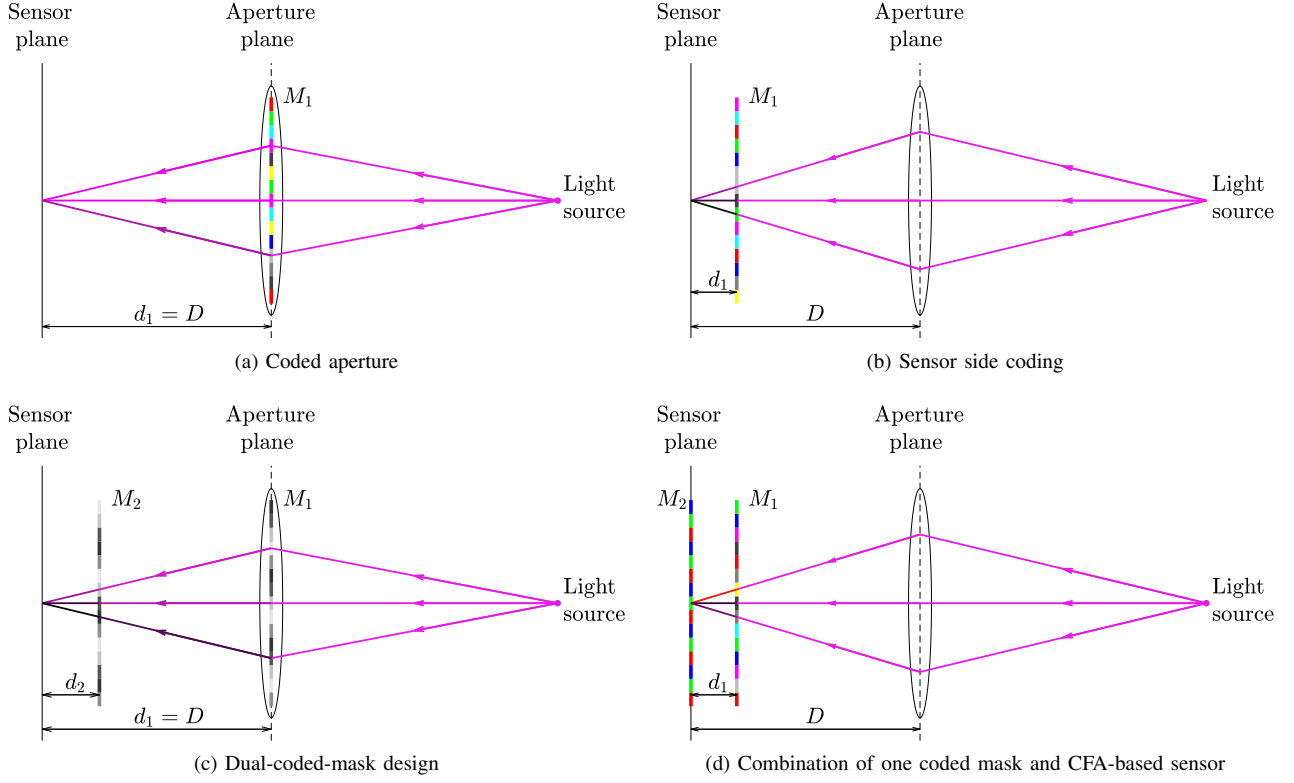 Sensor
plane
Aperture
plane
M₁
Light
source
d₁ = D
(a) Coded aperture
Sensor
plane
Aperture
plane
M₁
Light
source
d₁
D
(b) Sensor side coding
Sensor
plane
Aperture
plane
M₂
M₁
Light
source
d₂
d₁ = D
(c) Dual-coded-mask design
Sensor
plane
Aperture
plane
M₂
M₁
Light
source
d₁
D
(d) Combination of one coded mask and CFA-based sensor